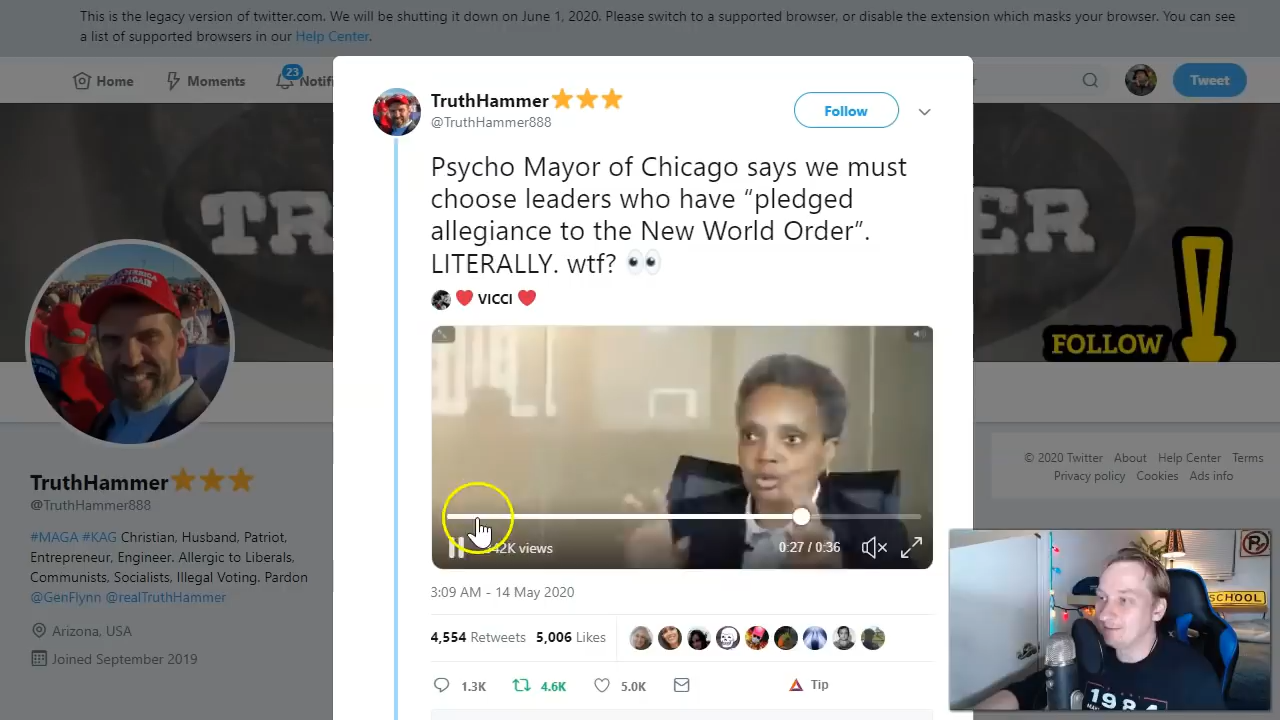 This is the legacy version of twitter.com. We will be shutting it down on June 1, 2020. Please switch to a supported browser, or disable the extension which masks your browser. You can see
a list of supported browsers in our Help Center.
Home
Moments
23
Notifi
Tweet
TruthHammer
@TruthHammer888
Follow
Psycho Mayor of Chicago says we must
choose leaders who have “pledged
allegiance to the New World Order”.
LITERALLY. wtf? 👀
❤ VICCI ❤
42K views
0:27 / 0:36
3:09 AM - 14 May 2020
4,554 Retweets 5,006 Likes
1.3K
4.6K
5.0K
Tip
TR
ER
FOLLOW
TruthHammer
@TruthHammer888
#MAGA #KAG Christian, Husband, Patriot,
Entrepreneur, Engineer. Allergic to Liberals,
Communists, Socialists, Illegal Voting. Pardon
@GenFlynn @realTruthHammer
Arizona, USA
Joined September 2019
© 2020 Twitter About Help Center Terms
Privacy policy Cookies Ads info
SCHOOL
1984